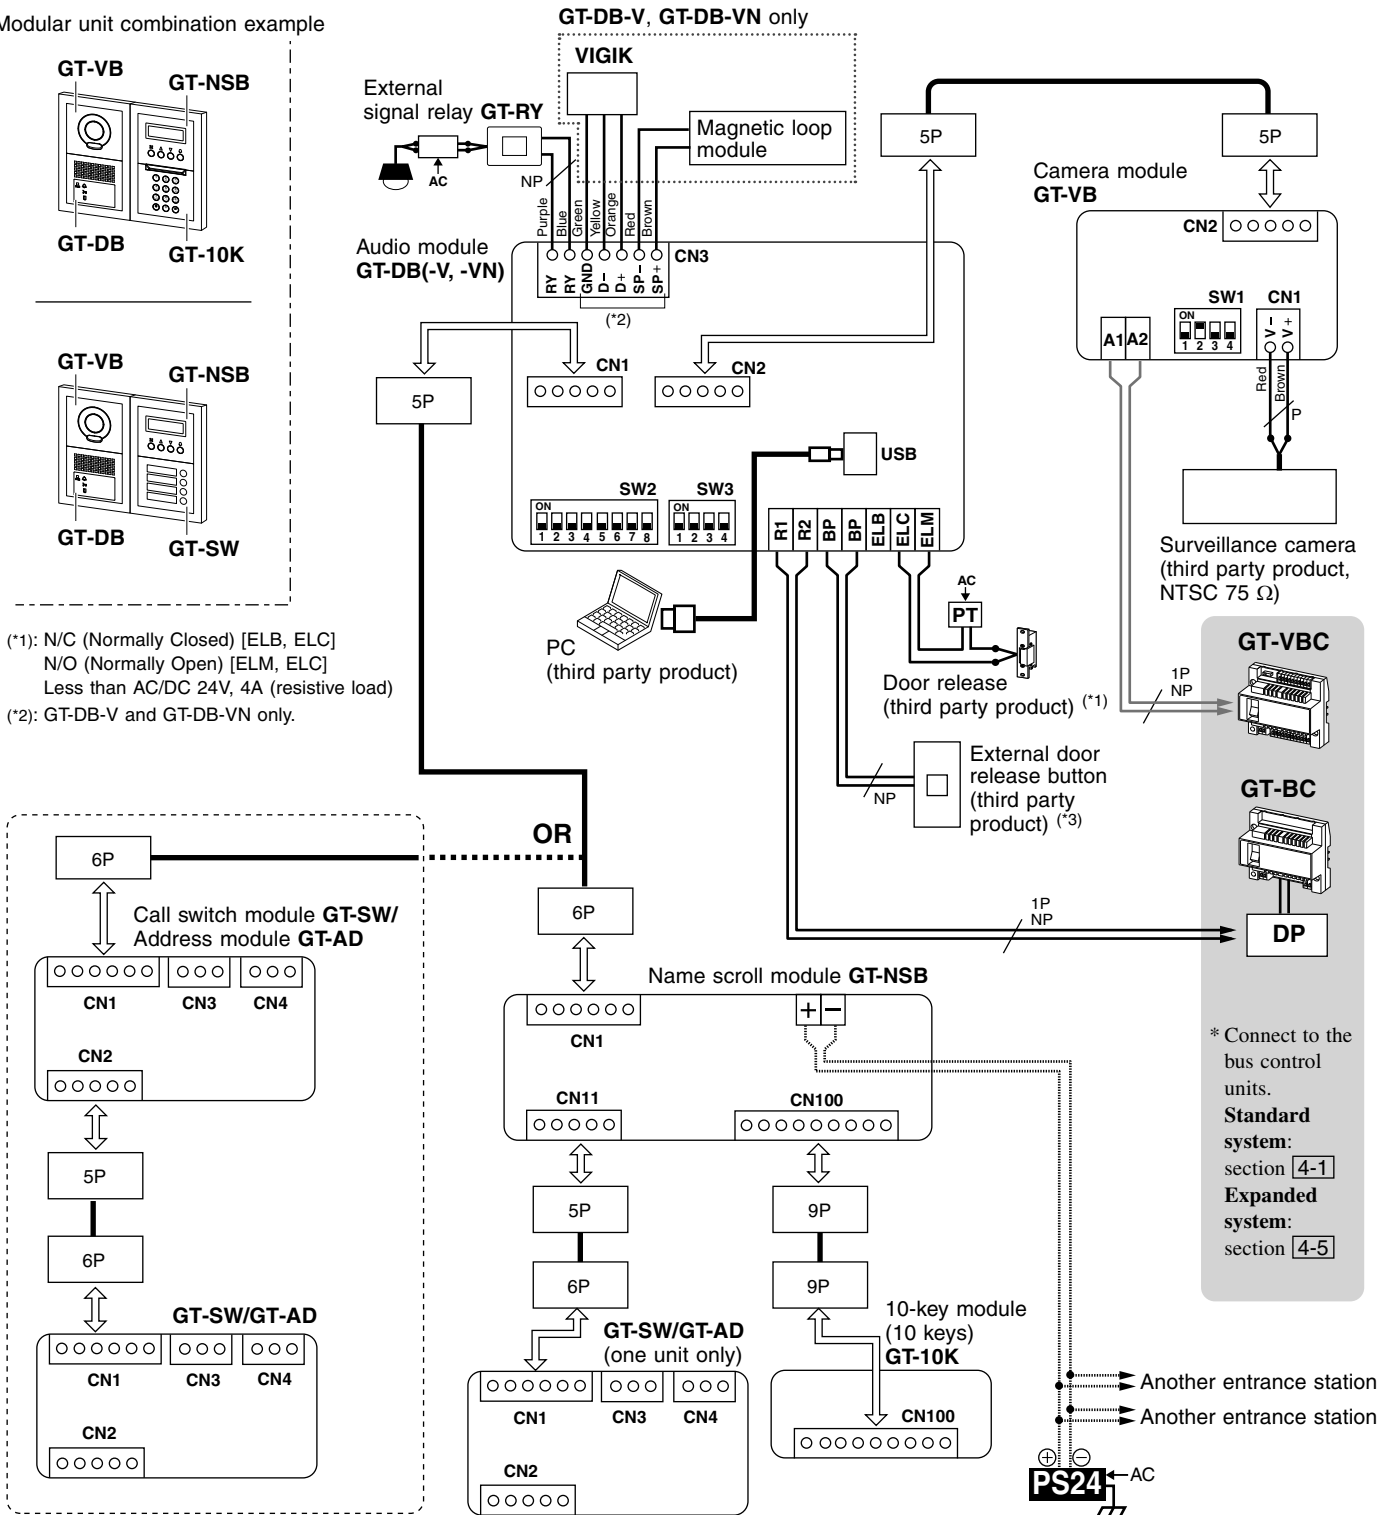 Modular unit combination example
GT-VB
GT-NSB
GT-DB
GT-10K
GT-VB
GT-NSB
GT-DB
GT-SW
(*1): N/C (Normally Closed) [ELB, ELC]
N/O (Normally Open) [ELM, ELC]
Less than AC/DC 24V, 4A (resistive load)
(*2): GT-DB-V and GT-DB-VN only.
GT-DB-V, GT-DB-VN only
VIGIK
External
signal relay GT-RY
AC
NP
Magnetic loop
module
Purple
Blue
Green
Yellow
Orange
Red
Brown
Audio module
GT-DB(-V, -VN)
RY
RY
GND
D−
D+
SP−
SP+
CN3
(*2)
CN1
CN2
5P
USB
SW2
ON
1 2 3 4 5 6 7 8
SW3
ON
1 2 3 4
R1
R2
BP
BP
ELB
ELC
ELM
PC
(third party product)
AC
PT
Door release
(third party product) (*1)
NP
External door
release button
(third party
product) (*3)
5P
5P
Camera module
GT-VB
CN2
A1
A2
SW1
ON
1 2 3 4
CN1
V−
V+
Red
Brown
P
Surveillance camera
(third party product,
NTSC 75 Ω)
GT-VBC
1P
NP
GT-BC
1P
NP
DP
* Connect to the
bus control
units.
Standard
system:
section 4-1
Expanded
system:
section 4-5
OR
6P
Call switch module GT-SW/
Address module GT-AD
CN1
CN3
CN4
CN2
5P
6P
GT-SW/GT-AD
CN1
CN3
CN4
CN2
6P
Name scroll module GT-NSB
CN1
+
−
CN11
CN100
5P
9P
6P
9P
GT-SW/GT-AD
(one unit only)
CN1
CN3
CN4
CN2
10-key module
(10 keys)
GT-10K
CN100
Another entrance station
Another entrance station
+
−
PS24
AC